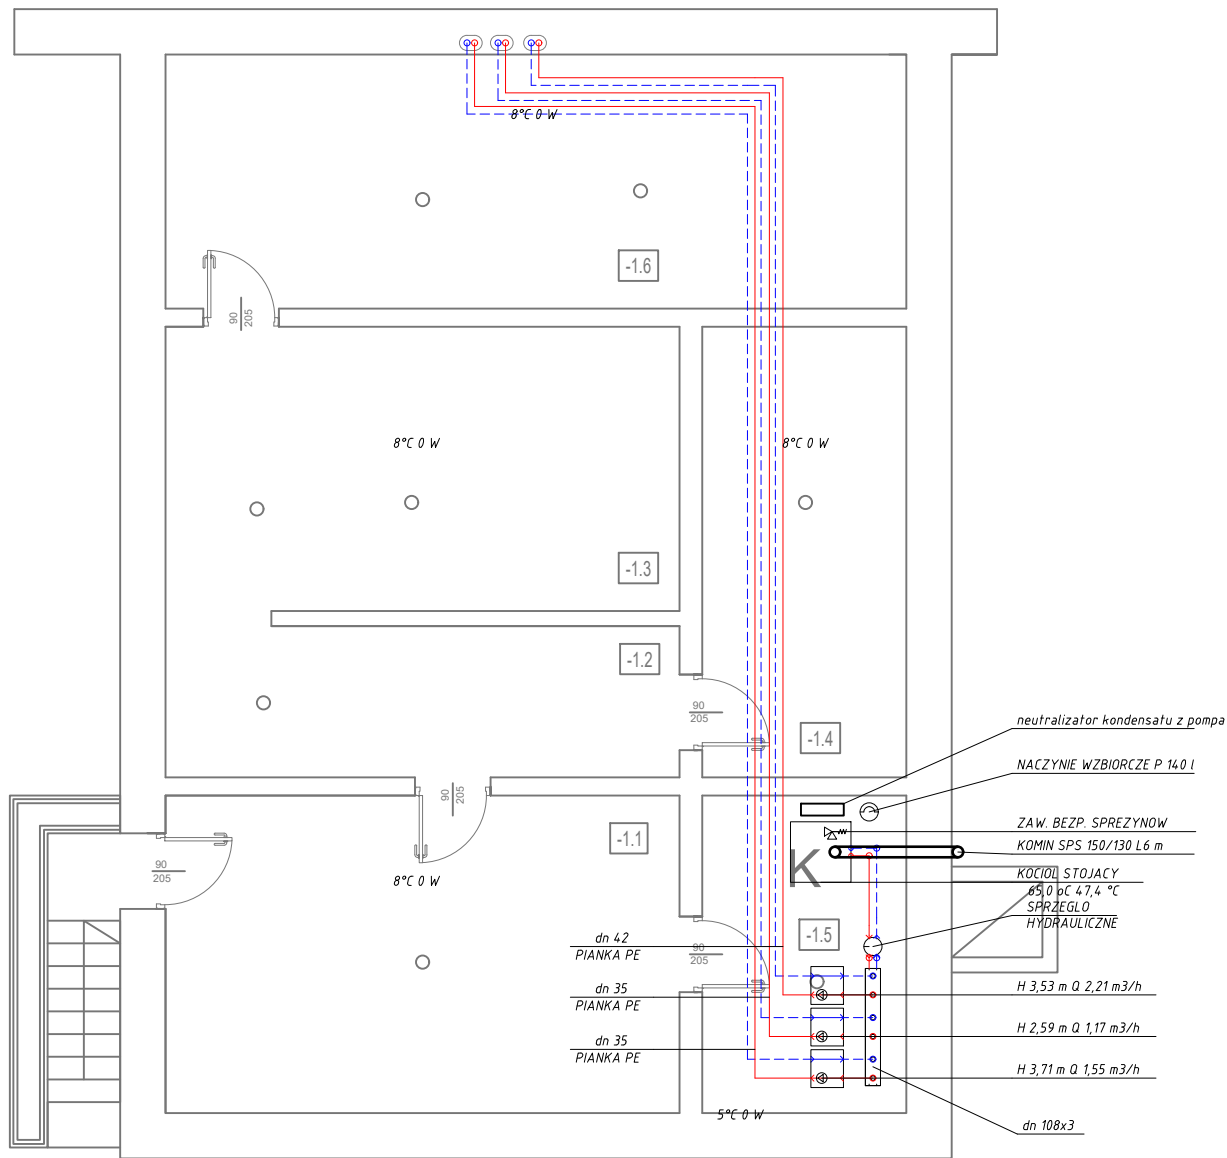 8°C 0 W
-1.6
90
205
8°C 0 W
8°C 0 W
-1.3
-1.2
90
205
-1.4
neutralizator kondensatu z pompa
NACZYNIE WZBIORCZE P 140 l
90
205
-1.1
ZAW. BEZP. SPREZYNOW
KOMIN SPS 150/130 L6 m
K
90
205
8°C 0 W
KOCIOL STOJACY
65,0 oC 47,4 °C
SPRZEGLO
HYDRAULICZNE
-1.5
dn 42
PIANKA PE
90
205
dn 35
PIANKA PE
H 3,53 m Q 2,21 m3/h
H 2,59 m Q 1,17 m3/h
dn 35
PIANKA PE
H 3,71 m Q 1,55 m3/h
5°C 0 W
dn 108x3